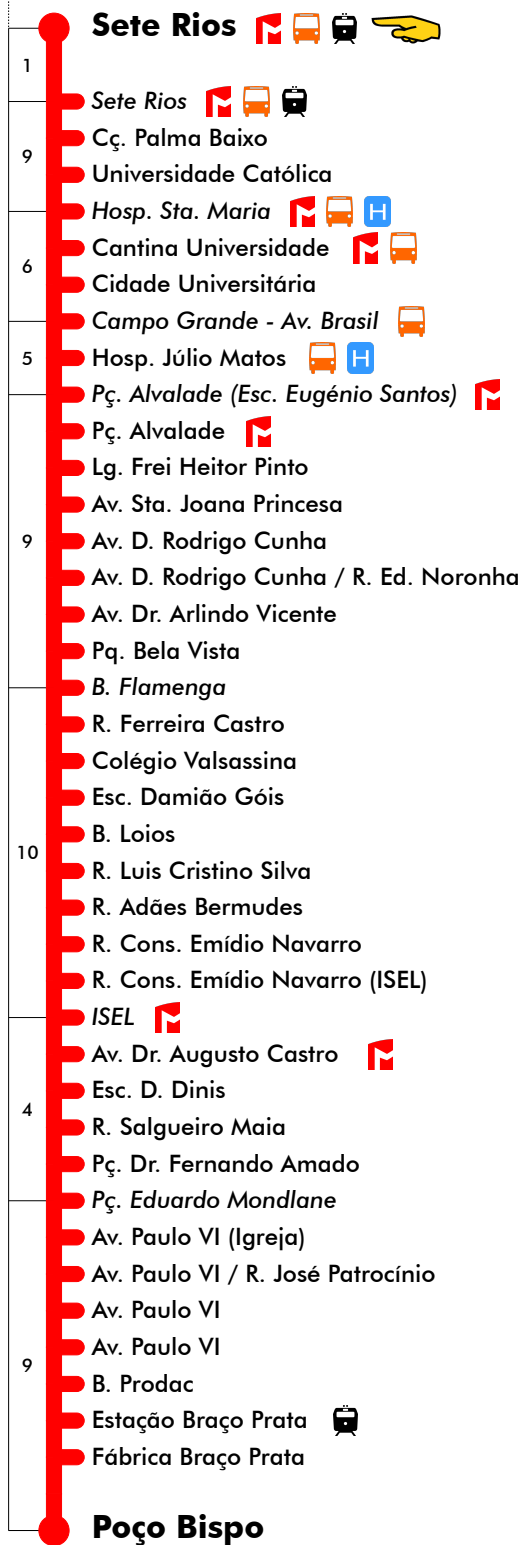 Sete Rios
1
Sete Rios
Cç. Palma Baixo
9
Universidade Católica
Hosp. Sta. Maria H
Cantina Universidade
6
Cidade Universitária
Campo Grande - Av. Brasil
5
Hosp. Júlio Matos H
Pç. Alvalade (Esc. Eugénio Santos)
Pç. Alvalade
Lg. Frei Heitor Pinto
Av. Sta. Joana Princesa
9
Av. D. Rodrigo Cunha
Av. D. Rodrigo Cunha / R. Ed. Noronha
Av. Dr. Arlindo Vicente
Pq. Bela Vista
B. Flamenga
R. Ferreira Castro
Colégio Valsassina
Esc. Damião Góis
B. Loios
10
R. Luis Cristino Silva
R. Adães Bermudes
R. Cons. Emídio Navarro
R. Cons. Emídio Navarro (ISEL)
ISEL
Av. Dr. Augusto Castro
Esc. D. Dinis
4
R. Salgueiro Maia
Pç. Dr. Fernando Amado
Pç. Eduardo Mondlane
Av. Paulo VI (Igreja)
Av. Paulo VI / R. José Patrocínio
Av. Paulo VI
Av. Paulo VI
9
B. Prodac
Estação Braço Prata
Fábrica Braço Prata
Poço Bispo